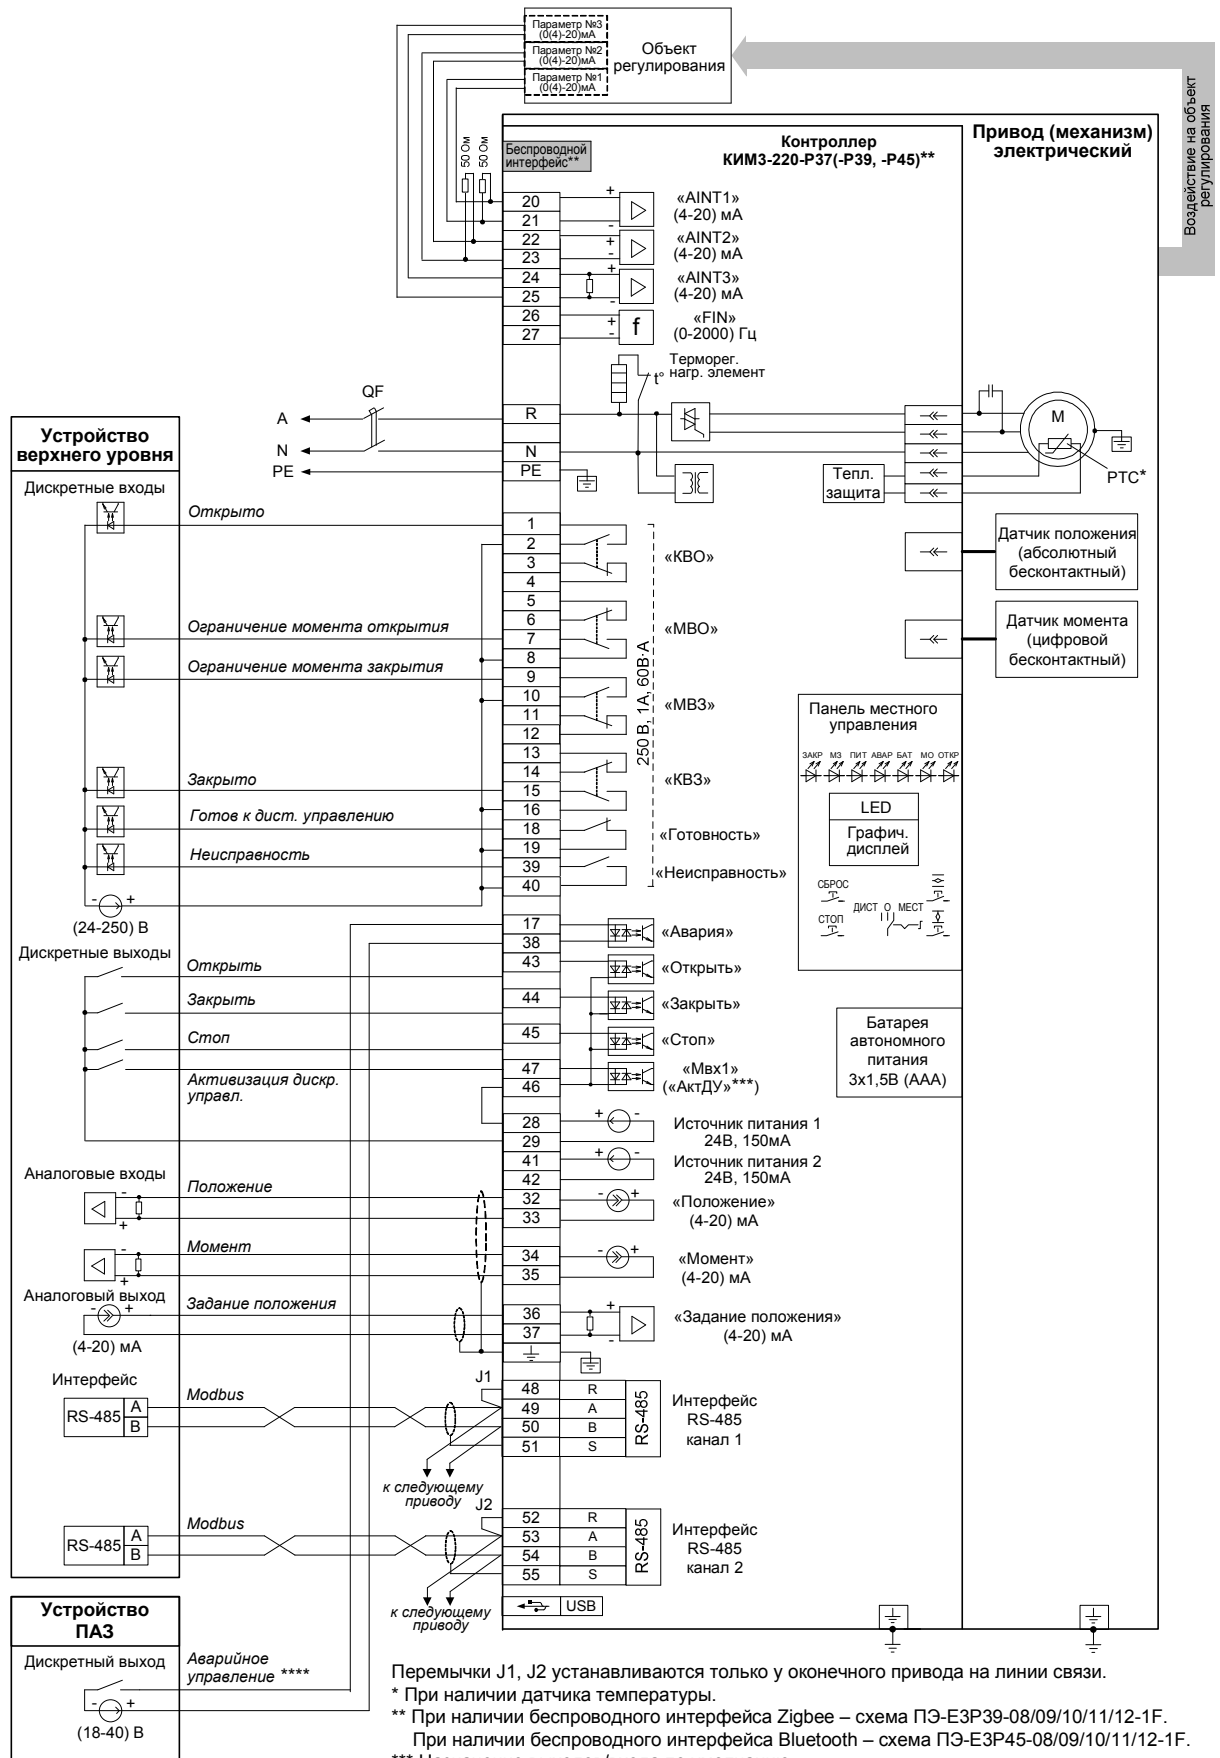 Параметр №3
(0(4)-20)мА
Параметр №2
(0(4)-20)мА
Параметр №1
(0(4)-20)мА
Объект
регулирования
Воздействие на объект
регулирования
50 Ом
50 Ом
Беспроводной
интерфейс**
Контроллер
КИМ3-220-Р37(-Р39, -Р45)**
Привод (механизм)
электрический
20
21
22
23
24
25
26
27
+
-
+
-
+
-
+
-
f
«AINT1»
(4-20) мА
«AINT2»
(4-20) мА
«AINT3»
(4-20) мА
«FIN»
(0-2000) Гц
Терморег.
нагр. элемент
t°
QF
A
N
PE
R
N
PE
Тепл.
защита
M
PTC*
Устройство
верхнего уровня
Дискретные входы
Открыто
Ограничение момента открытия
Ограничение момента закрытия
Закрыто
Готов к дист. управлению
Неисправность
- +
(24-250) В
1
2
3
4
5
6
7
8
9
10
11
12
13
14
15
16
18
19
39
40
«КВО»
«МВО»
«МВЗ»
«КВЗ»
«Готовность»
«Неисправность»
250 В, 1А, 60В·А
Датчик положения
(абсолютный
бесконтактный)
Датчик момента
(цифровой
бесконтактный)
Панель местного
управления
ЗАКР МЗ ПИТ АВАР БАТ МО ОТКР
LED
Графич.
дисплей
СБРОС
СТОП
ДИСТ О МЕСТ
Батарея
автономного
питания
3х1,5В (ААА)
Дискретные выходы
Открыть
Закрыть
Стоп
Активизация дискр.
управл.
17
38
43
44
45
47
46
28
29
41
42
32
33
34
35
36
37
«Авария»
«Открыть»
«Закрыть»
«Стоп»
«Мвх1»
(«АктДУ»***)
+ -
Источник питания 1
24В, 150мА
+ -
Источник питания 2
24В, 150мА
- +
«Положение»
(4-20) мА
- +
«Момент»
(4-20) мА
+
-
«Задание положения»
(4-20) мА
Аналоговые входы
-
+
Положение
-
+
Момент
Аналоговый выход
- +
Задание положения
(4-20) мА
Интерфейс
RS-485
A
B
Modbus
J1
48 R
49 A
50 B
51 S
RS-485
Интерфейс
RS-485
канал 1
к следующему
приводу
RS-485
A
B
Modbus
J2
52 R
53 A
54 B
55 S
RS-485
Интерфейс
RS-485
канал 2
к следующему
приводу
USB
Устройство
ПАЗ
Дискретный выход
Аварийное
управление ****
- +
(18-40) В
Перемычки J1, J2 устанавливаются только у оконечного привода на линии связи.
* При наличии датчика температуры.
** При наличии беспроводного интерфейса Zigbee – схема ПЭ-Е3Р39-08/09/10/11/12-1F.
При наличии беспроводного интерфейса Bluetooth – схема ПЭ-Е3Р45-08/09/10/11/12-1F.